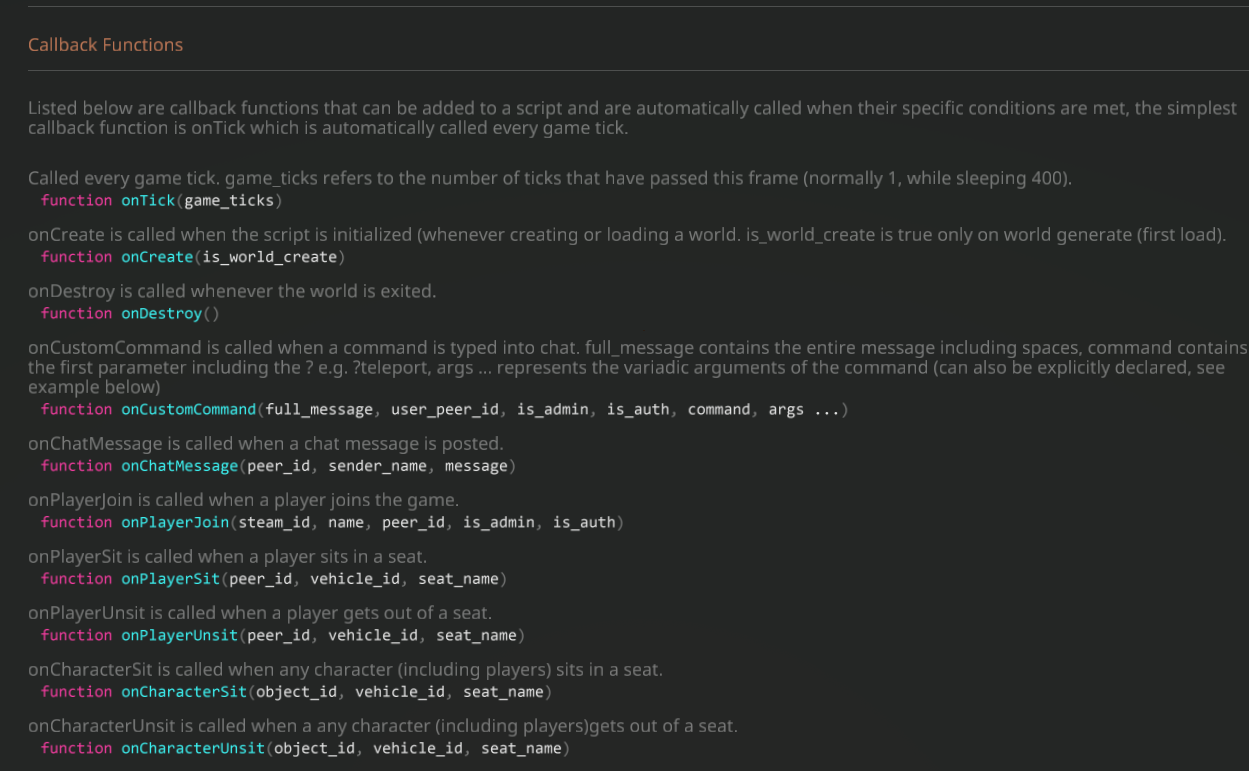 Callback Functions
Listed below are callback functions that can be added to a script and are automatically called when their specific conditions are met, the simplest
callback function is onTick which is automatically called every game tick.
Called every game tick. game_ticks refers to the number of ticks that have passed this frame (normally 1, while sleeping 400).
function onTick(game_ticks)
onCreate is called when the script is initialized (whenever creating or loading a world. is_world_create is true only on world generate (first load).
function onCreate(is_world_create)
onDestroy is called whenever the world is exited.
function onDestroy()
onCustomCommand is called when a command is typed into chat. full_message contains the entire message including spaces, command contains
the first parameter including the ? e.g. ?teleport, args ... represents the variadic arguments of the command (can also be explicitly declared, see
example below)
function onCustomCommand(full_message, user_peer_id, is_admin, is_auth, command, args ...)
onChatMessage is called when a chat message is posted.
function onChatMessage(peer_id, sender_name, message)
onPlayerJoin is called when a player joins the game.
function onPlayerJoin(steam_id, name, peer_id, is_admin, is_auth)
onPlayerSit is called when a player sits in a seat.
function onPlayerSit(peer_id, vehicle_id, seat_name)
onPlayerUnsit is called when a player gets out of a seat.
function onPlayerUnsit(peer_id, vehicle_id, seat_name)
onCharacterSit is called when any character (including players) sits in a seat.
function onCharacterSit(object_id, vehicle_id, seat_name)
onCharacterUnsit is called when a any character (including players)gets out of a seat.
function onCharacterUnsit(object_id, vehicle_id, seat_name)